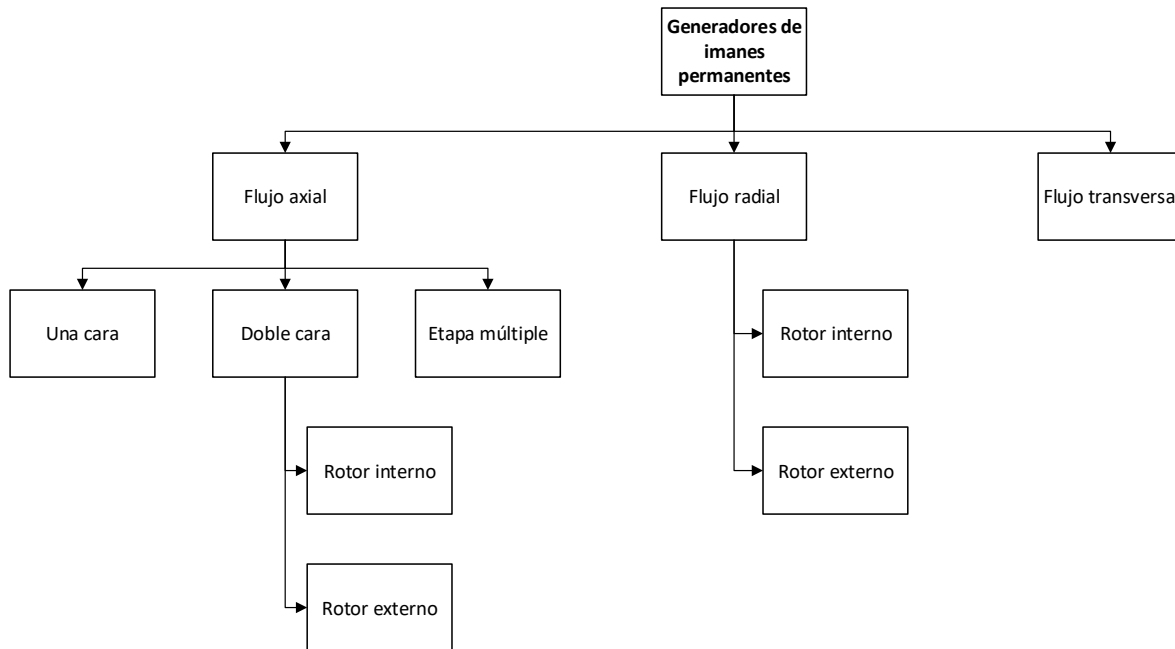 Generadores de
imanes
permanentes
Flujo axial
Flujo radial
Flujo transversa
Una cara
Doble cara
Etapa múltiple
Rotor interno
Rotor interno
Rotor externo
Rotor externo